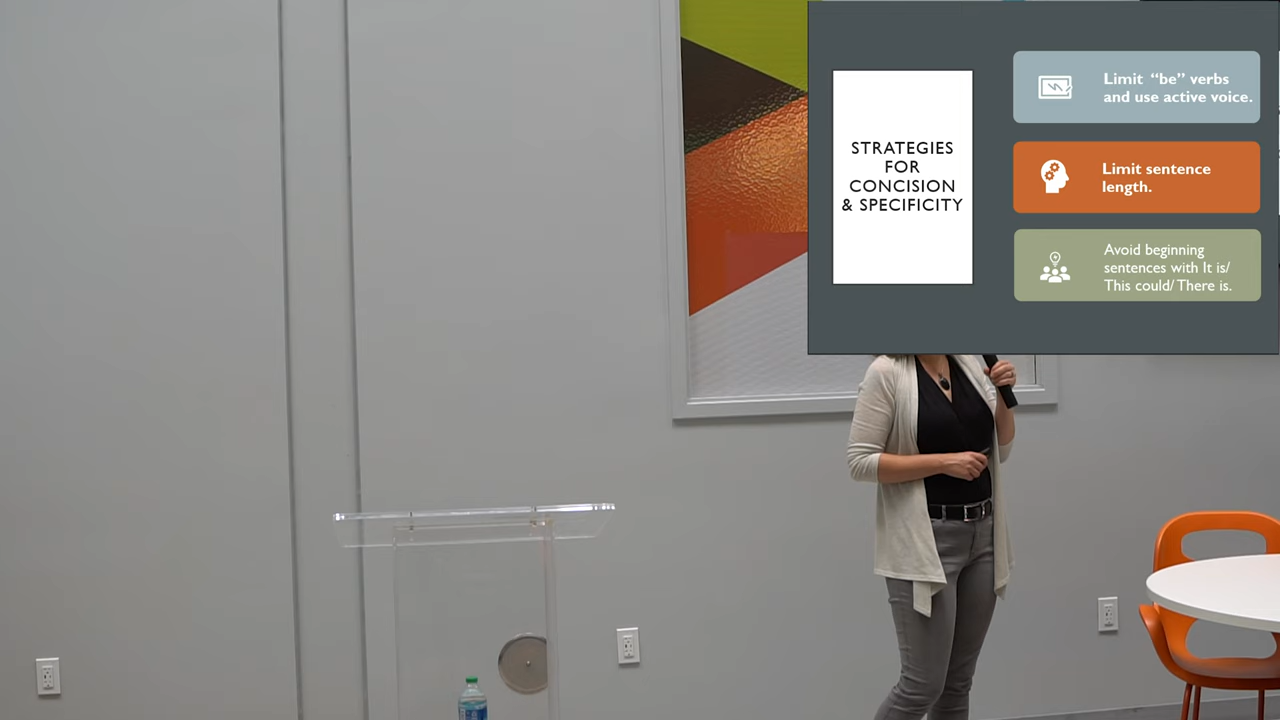 STRATEGIES
FOR
CONCISION
& SPECIFICITY
Limit “be” verbs
and use active voice.
Limit sentence
length.
Avoid beginning
sentences with It is/
This could/ There is.